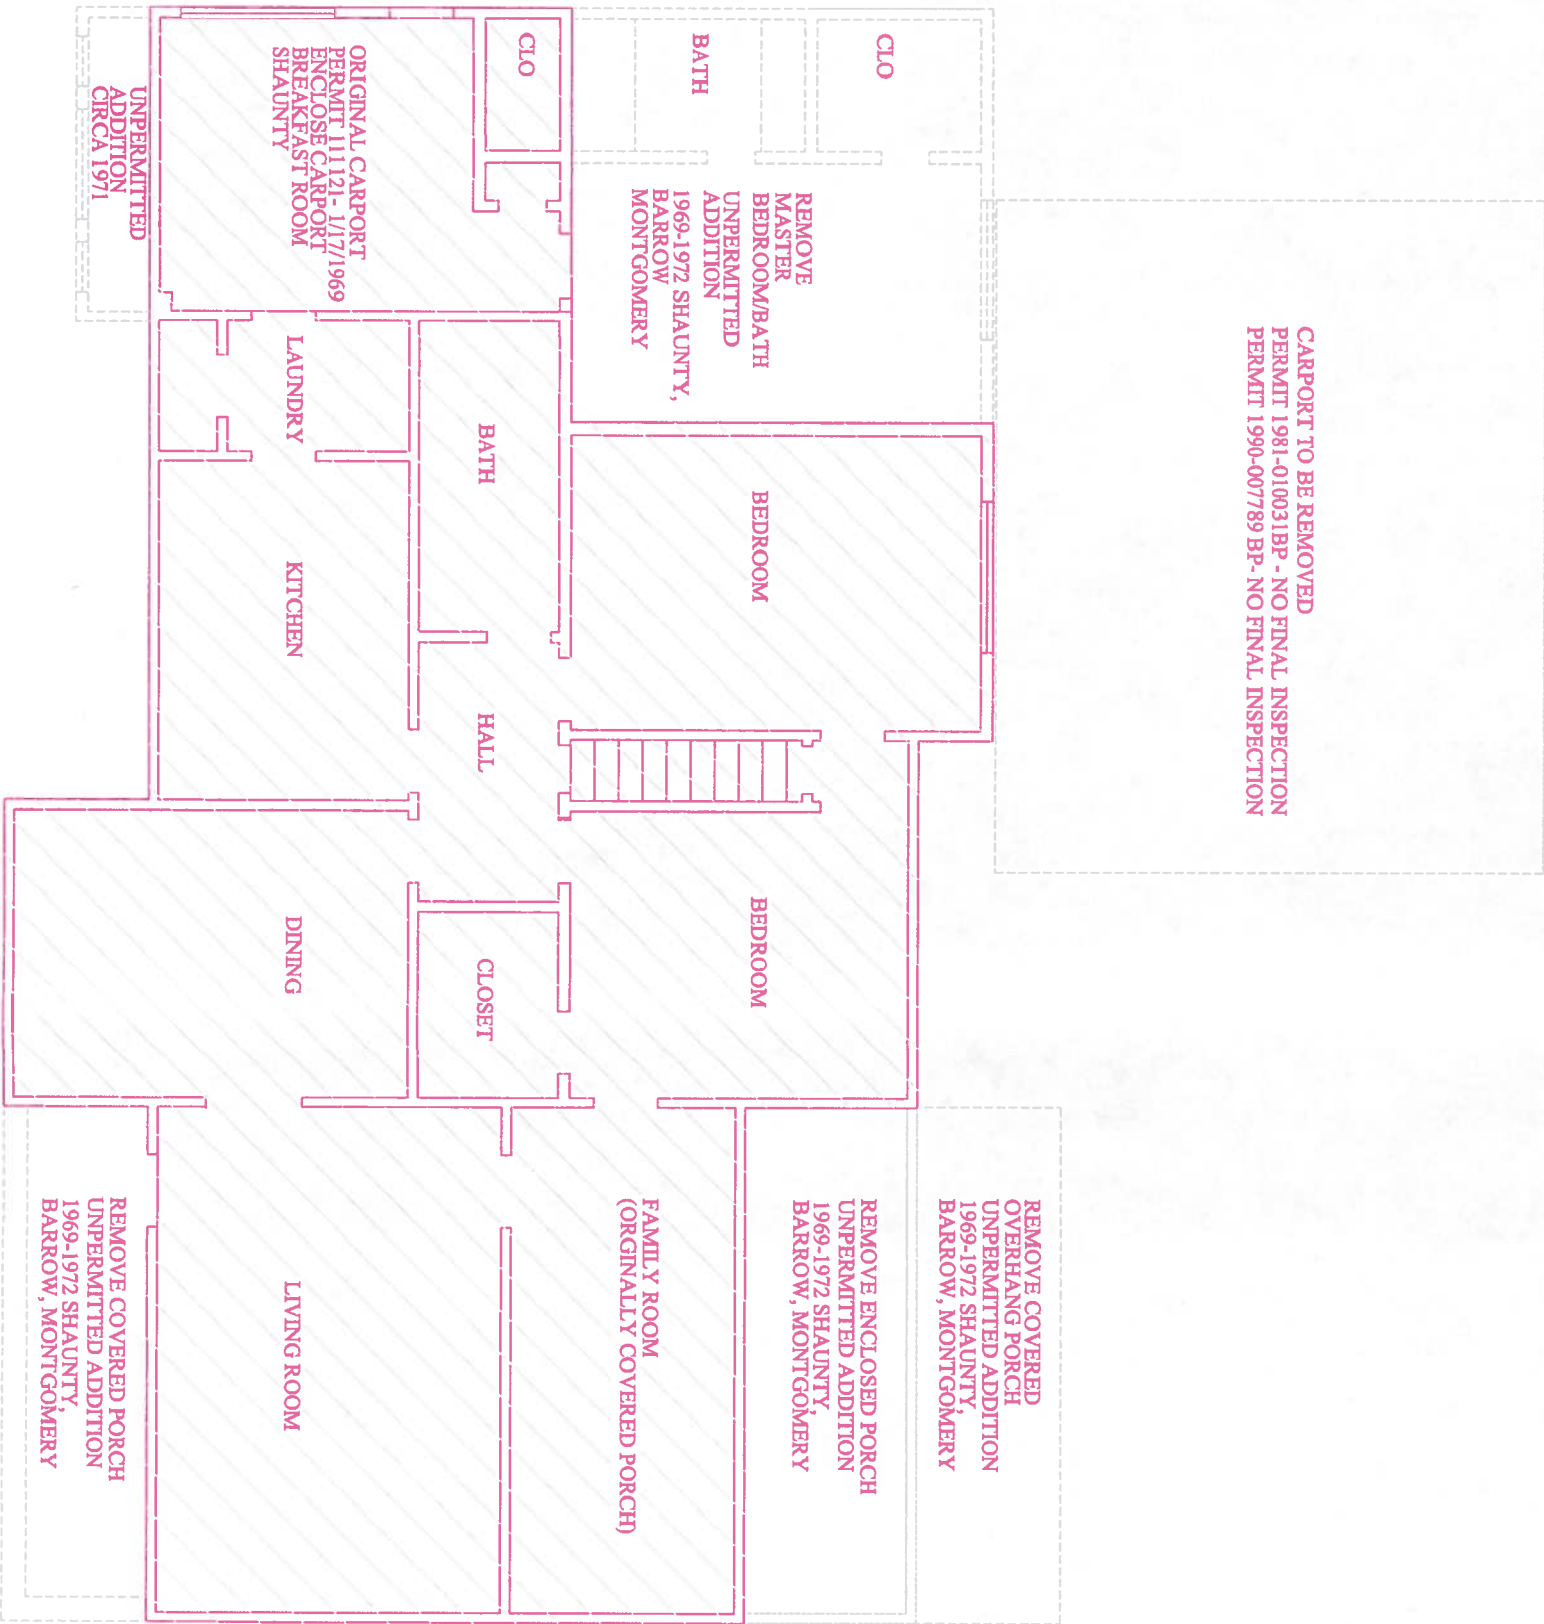 CARPORT TO BE REMOVED
PERMIT 1981-010031BP - NO FINAL INSPECTION
PERMIT 1990-007789 BP- NO FINAL INSPECTION
CLO
BATH
CLO
REMOVE
MASTER
BEDROOM/BATH
UNPERMITTED
ADDITION
1969-1972 SHAUNTY,
BARROW
MONTGOMERY
ORIGINAL CARPORT
PERMIT 111121- 1/17/1969
ENCLOSE CARPORT
BREAKFAST ROOM
SHAUNTY
UNPERMITTED
ADDITION
CIRCA 1971
BEDROOM
BATH
LAUNDRY
KITCHEN
HALL
BEDROOM
CLOSET
DINING
REMOVE COVERED
OVERHANG PORCH
UNPERMITTED ADDITION
1969-1972 SHAUNTY,
BARROW, MONTGOMERY
REMOVE ENCLOSED PORCH
UNPERMITTED ADDITION
1969-1972 SHAUNTY,
BARROW, MONTGOMERY
FAMILY ROOM
(ORGINALLY COVERED PORCH)
LIVING ROOM
REMOVE COVERED PORCH
UNPERMITTED ADDITION
1969-1972 SHAUNTY,
BARROW, MONTGOMERY